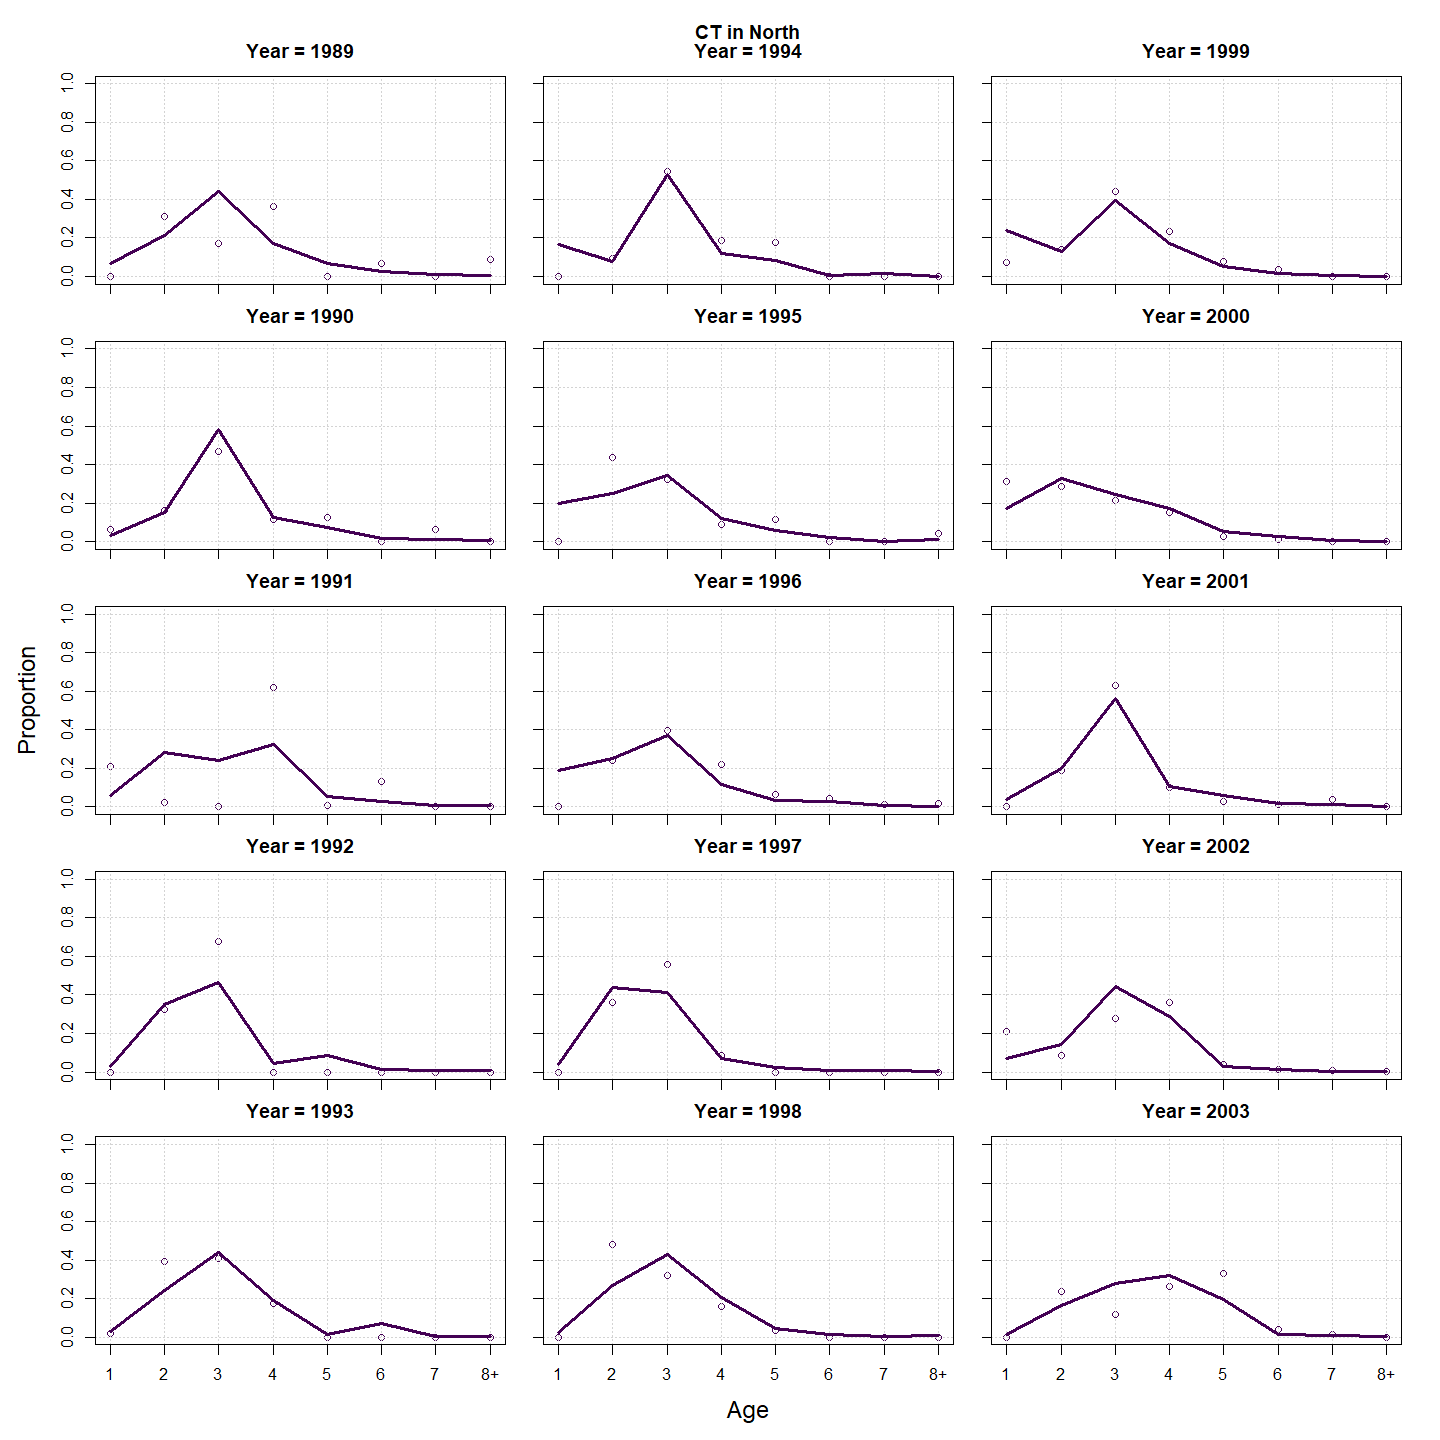 CT in North
Year = 1989
Year = 1994
Year = 1999
0.0 0.2 0.4 0.6 0.8 1.0
Year = 1990
Year = 1995
Year = 2000
0.0 0.2 0.4 0.6 0.8 1.0
Year = 1991
Year = 1996
Year = 2001
0.0 0.2 0.4 0.6 0.8 1.0
Proportion
Year = 1992
Year = 1997
Year = 2002
0.0 0.2 0.4 0.6 0.8 1.0
Year = 1993
Year = 1998
Year = 2003
0.0 0.2 0.4 0.6 0.8 1.0
1 2 3 4 5 6 7 8+
1 2 3 4 5 6 7 8+
1 2 3 4 5 6 7 8+
Age